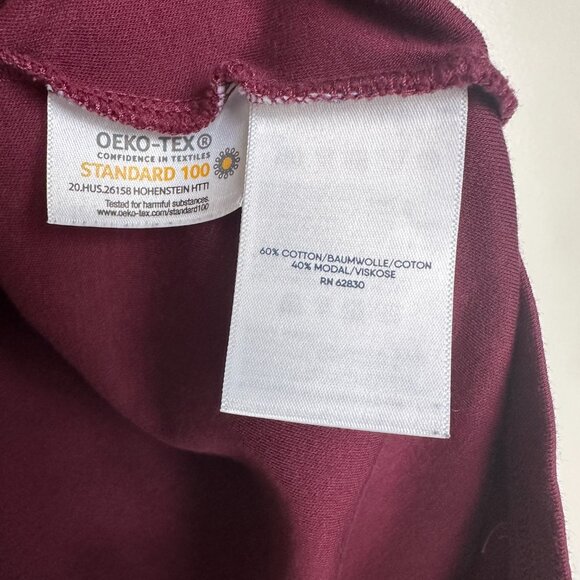 OEKO-TEX®
CONFIDENCE IN TEXTILES
STANDARD 100
20.HUS.26158 HOHENSTEIN HTTI
Tested for harmful substances.
www.oeko-tex.com/standard100
60% COTTON/BAUMWOLLE/COTON
40% MODAL/VISKOSE
RN 62830